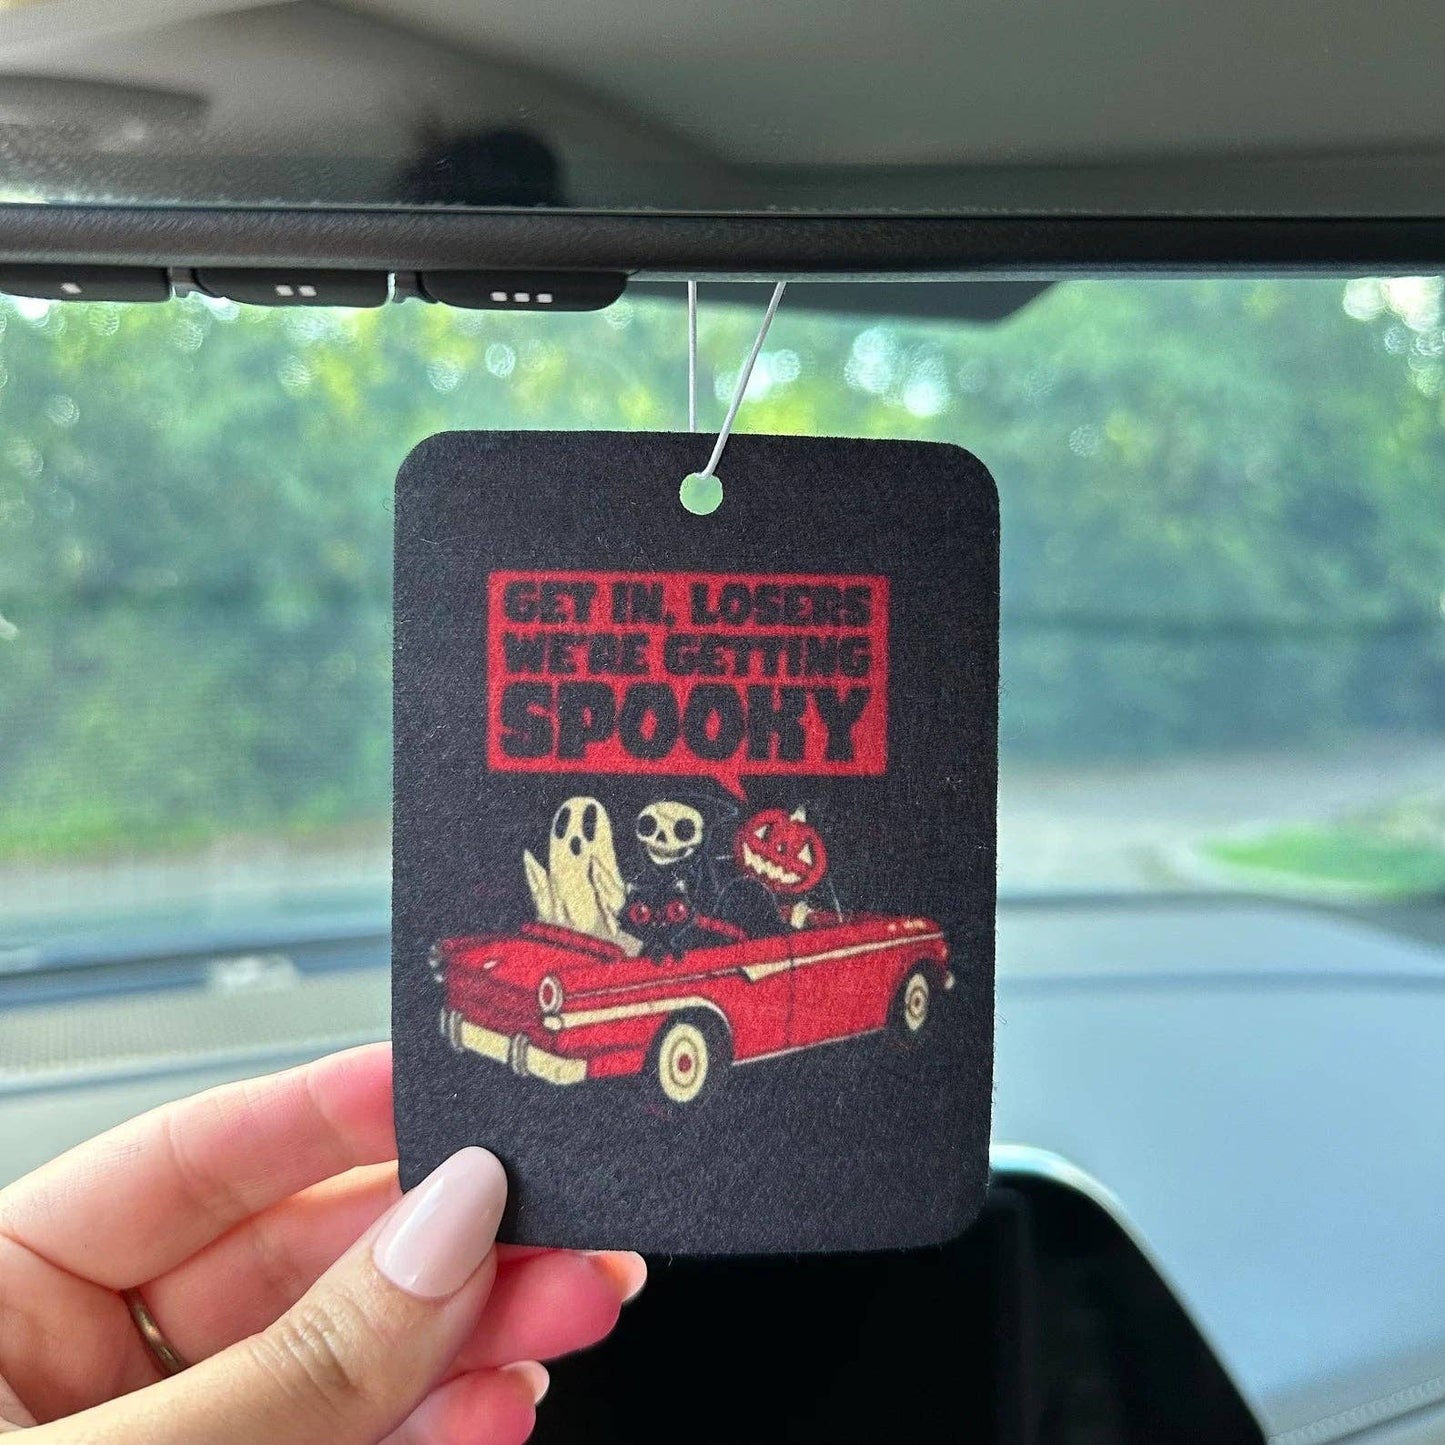 GET IN, LOSERS
WE'RE GETTING
SPOOKY